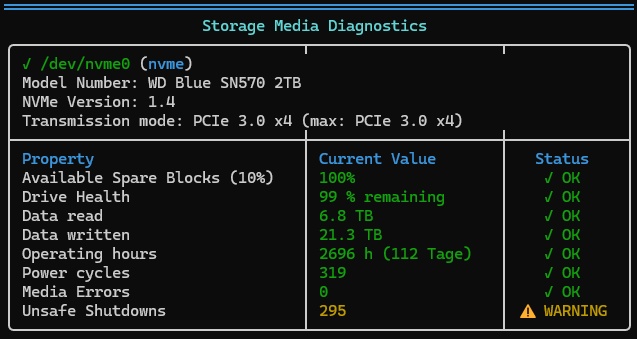 Storage Media Diagnostics
✓ /dev/nvme0 (nvme)
Model Number: WD Blue SN570 2TB
NVMe Version: 1.4
Transmission mode: PCIe 3.0 x4 (max: PCIe 3.0 x4)
Property Current Value Status
Available Spare Blocks (10%) 100% ✓ OK
Drive Health 99 % remaining ✓ OK
Data read 6.8 TB ✓ OK
Data written 21.3 TB ✓ OK
Operating hours 2696 h (112 Tage) ✓ OK
Power cycles 319 ✓ OK
Media Errors 0 ✓ OK
Unsafe Shutdowns 295 ⚠ WARNING